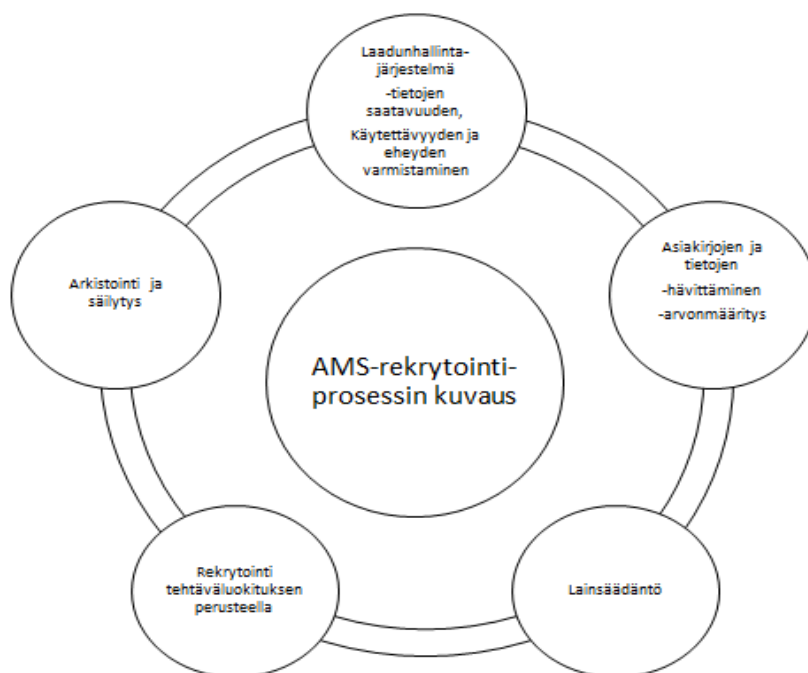 Laadunhallinta-
järjestelmä
-tietojen
saatavuuden,
Käytettävyyden ja
eheyden
varmistaminen
Asiakirjojen ja
tietojen
-hävittäminen
-arvonmääritys
Arkistointi ja
säilytys
AMS-rekrytointi-
prosessin kuvaus
Rekrytointi
tehtäväluokituksen
perusteella
Lainsäädäntö